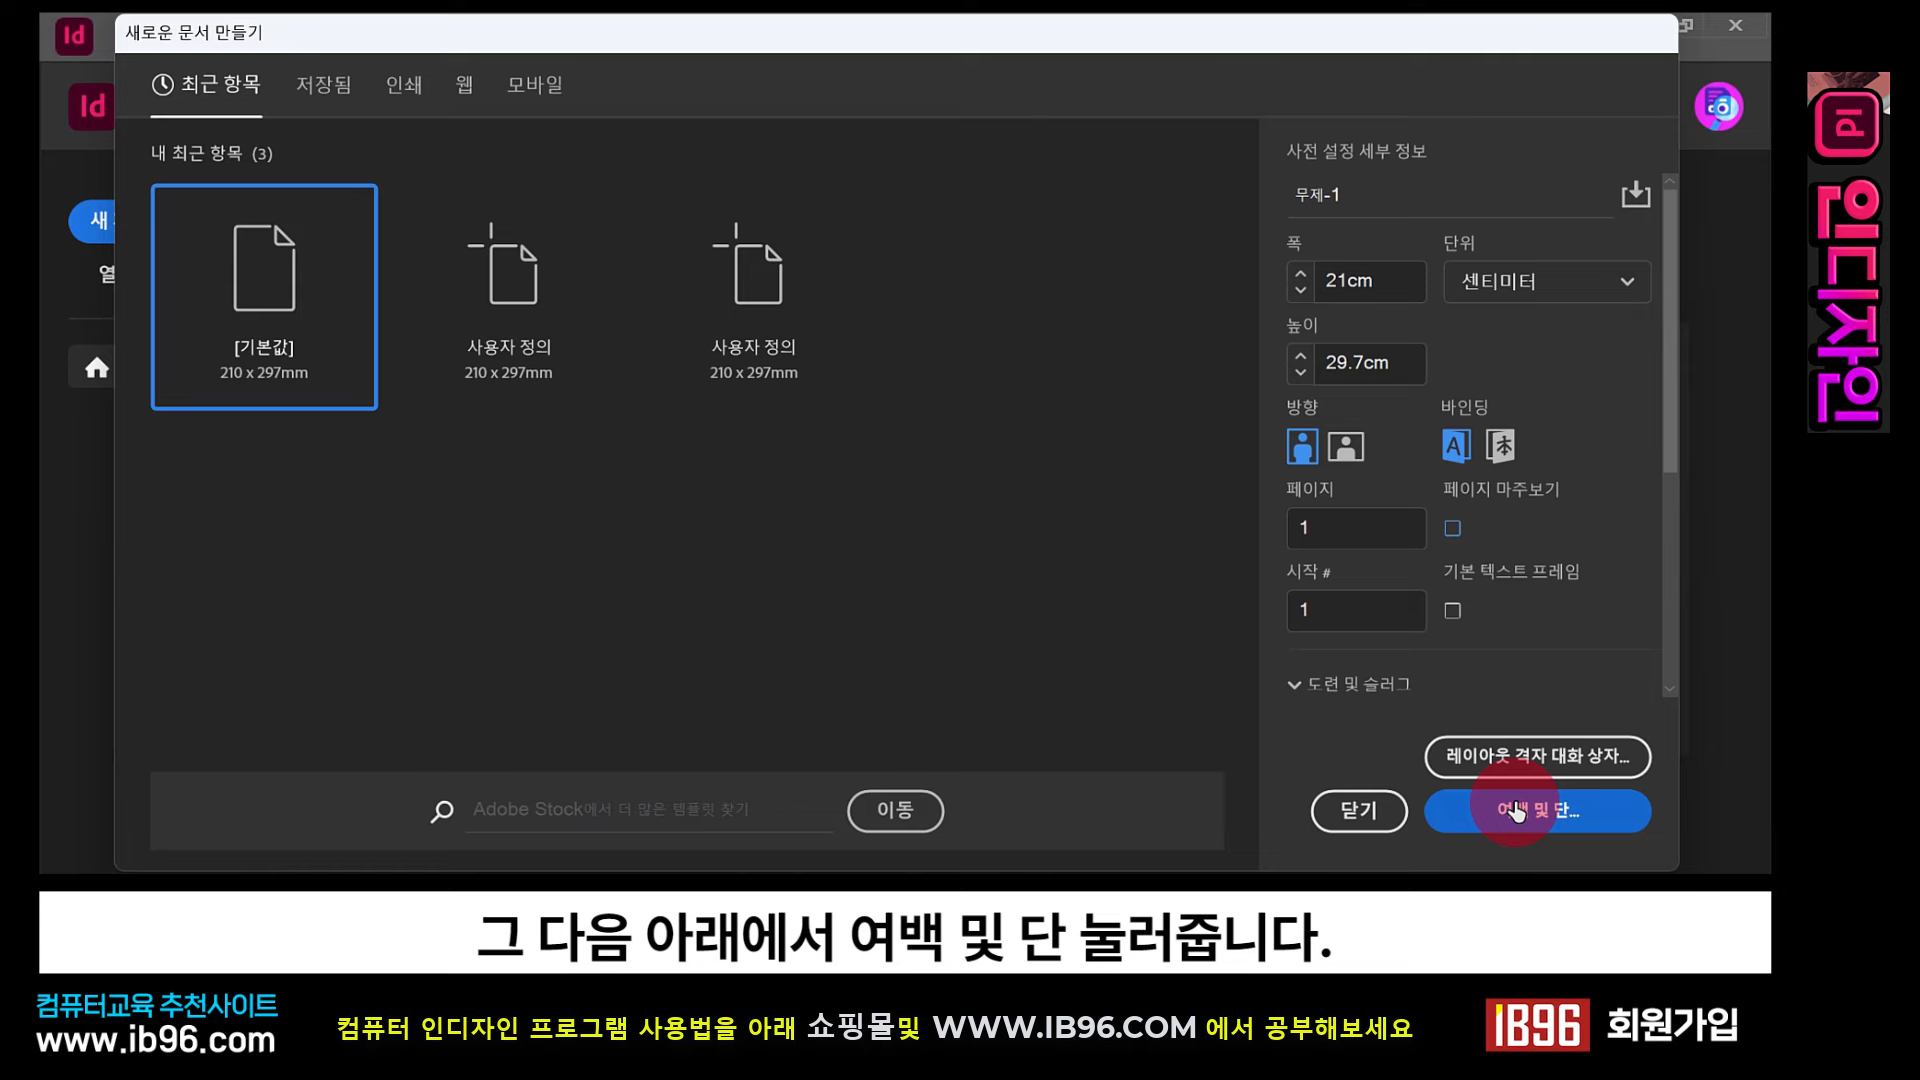 Id
새로운 문서 만들기
Id
최근 항목 저장됨 인쇄 웹 모바일
내 최근 항목 (3)
새
열
[기본값]
210 x 297mm
사용자 정의
210 x 297mm
사용자 정의
210 x 297mm
사전 설정 세부 정보
무제-1
폭 단위
21cm 센티미터
높이
29.7cm
방향 바인딩
페이지 페이지 마주보기
1
시작 # 기본 텍스트 프레임
1
도련 및 슬러그
레이아웃 격자 대화 상자...
Adobe Stock에서 더 많은 템플릿 찾기 이동
닫기 여백 및 단...
Id 인디자인
그 다음 아래에서 여백 및 단 눌러줍니다.
컴퓨터교육 추천사이트
www.ib96.com
컴퓨터 인디자인 프로그램 사용법을 아래 쇼핑몰및 WWW.IB96.COM 에서 공부해보세요
IB96 회원가입